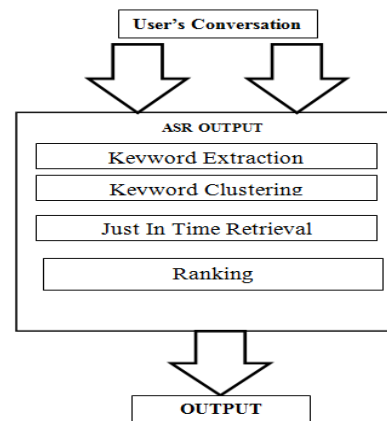 User's Conversation
ASR OUTPUT
Keyword Extraction
Keyword Clustering
Just In Time Retrieval
Ranking
OUTPUT